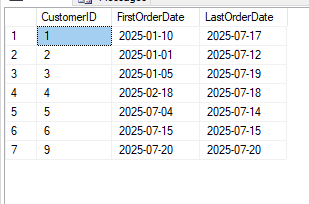 CustomerID FirstOrderDate LastOrderDate
1 1 2025-01-10 2025-07-17
2 2 2025-01-01 2025-07-12
3 3 2025-01-05 2025-07-19
4 4 2025-02-18 2025-07-18
5 5 2025-07-04 2025-07-14
6 6 2025-07-15 2025-07-15
7 9 2025-07-20 2025-07-20